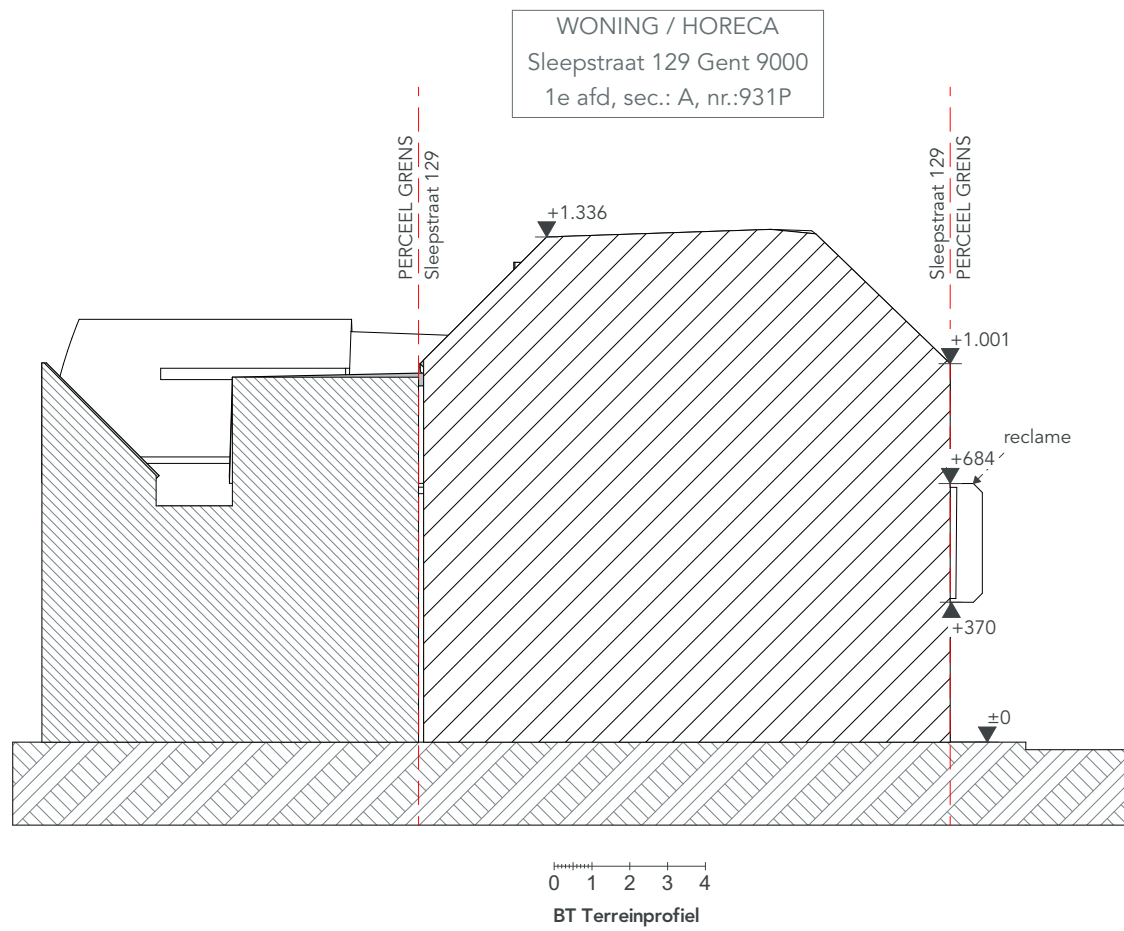 WONING / HORECA
Sleepstraat 129 Gent 9000
1e afd, sec.: A, nr.:931P
PERCEEL GRENS
Sleepstraat 129
Sleepstraat 129
PERCEEL GRENS
+1.336
+1.001
reclame
+684
+370
±0
0 1 2 3 4
BT Terreinprofiel